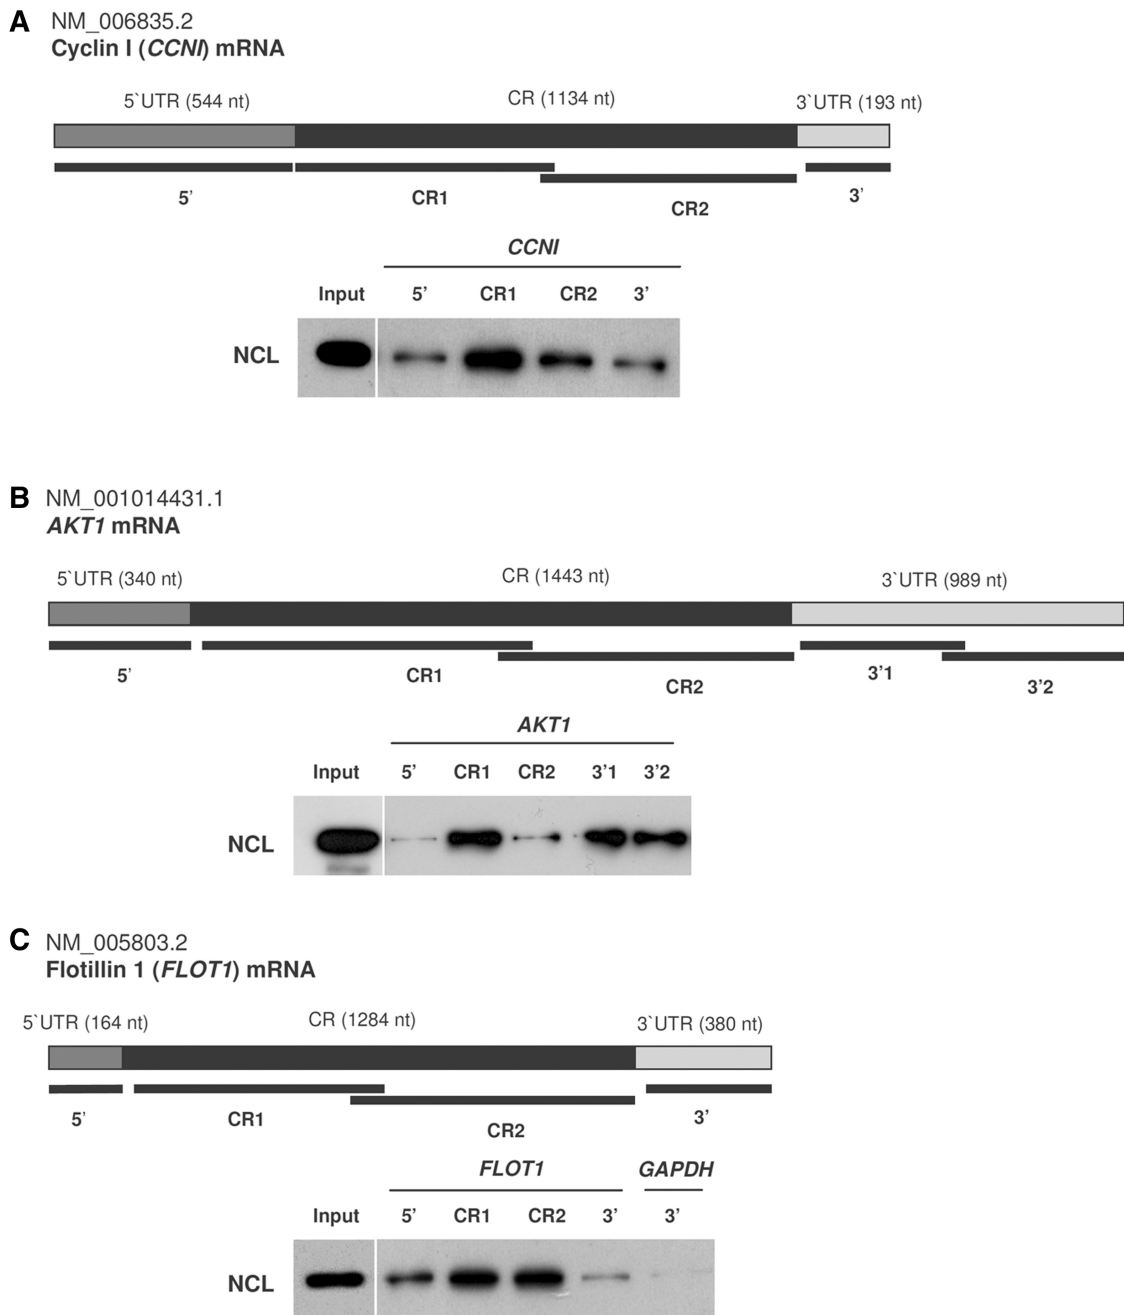 A NM_006835.2
Cyclin I (CCNI) mRNA
5`UTR (544 nt) CR (1134 nt) 3`UTR (193 nt)
5' CR1 CR2 3'
CCNI
Input 5' CR1 CR2 3'
NCL
B NM_001014431.1
AKT1 mRNA
5`UTR (340 nt) CR (1443 nt) 3`UTR (989 nt)
5' CR1 CR2 3'1 3'2
AKT1
Input 5' CR1 CR2 3'1 3'2
NCL
C NM_005803.2
Flotillin 1 (FLOT1) mRNA
5`UTR (164 nt) CR (1284 nt) 3`UTR (380 nt)
5' CR1 CR2 3'
FLOT1 GAPDH
Input 5' CR1 CR2 3' 3'
NCL